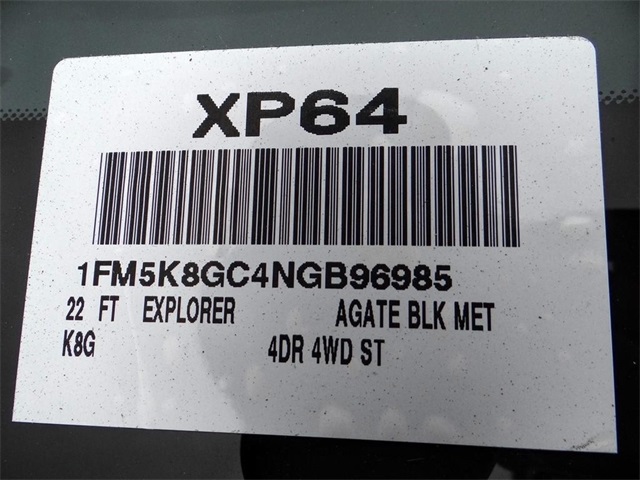 XP64
1FM5K8GC4NGB96985
22 FT EXPLORER AGATE BLK MET
K8G 4DR 4WD ST